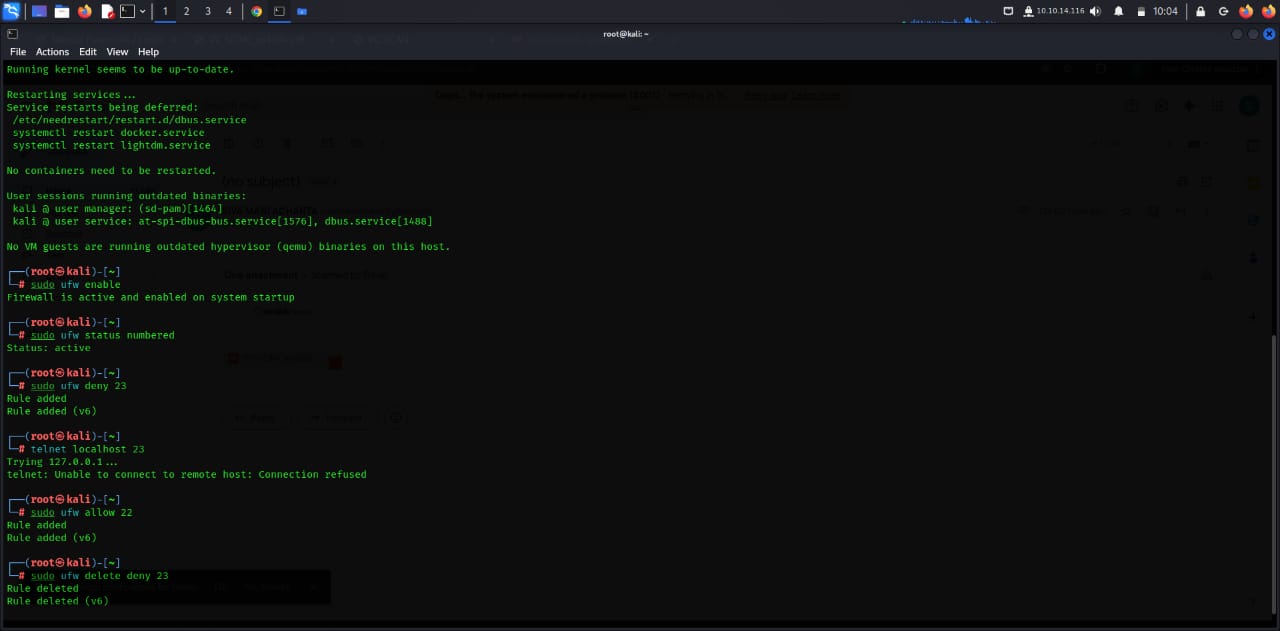 1 2 3 4 10.10.14.116 10:04
root@kali: ~
File Actions Edit View Help
Running kernel seems to be up-to-date.
Restarting services...
Service restarts being deferred:
/etc/needrestart/restart.d/dbus.service
systemctl restart docker.service
systemctl restart lightdm.service
No containers need to be restarted.
User sessions running outdated binaries:
kali @ user manager: (sd-pam)[1464]
kali @ user service: at-spi-dbus-bus.service[1576], dbus.service[1488]
No VM guests are running outdated hypervisor (qemu) binaries on this host.
┌──(root㉿kali)-[~]
└─# sudo ufw enable
Firewall is active and enabled on system startup
┌──(root㉿kali)-[~]
└─# sudo ufw status numbered
Status: active
┌──(root㉿kali)-[~]
└─# sudo ufw deny 23
Rule added
Rule added (v6)
┌──(root㉿kali)-[~]
└─# telnet localhost 23
Trying 127.0.0.1...
telnet: Unable to connect to remote host: Connection refused
┌──(root㉿kali)-[~]
└─# sudo ufw allow 22
Rule added
Rule added (v6)
┌──(root㉿kali)-[~]
└─# sudo ufw delete deny 23
Rule deleted
Rule deleted (v6)